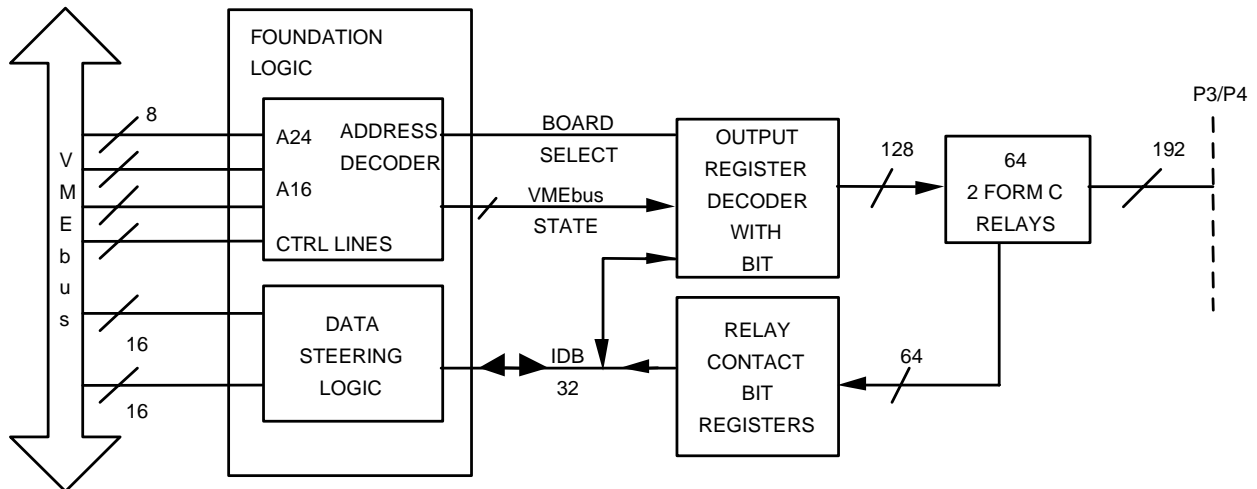 FOUNDATION
LOGIC
P3/P4
8
A24
ADDRESS
DECODER
A16
CTRL LINES
BOARD
SELECT
VMEbus
STATE
OUTPUT
REGISTER
DECODER
WITH
BIT
128
64
2 FORM C
RELAYS
192
V
M
E
b
u
s
16
16
DATA
STEERING
LOGIC
IDB
32
RELAY
CONTACT
BIT
REGISTERS
64